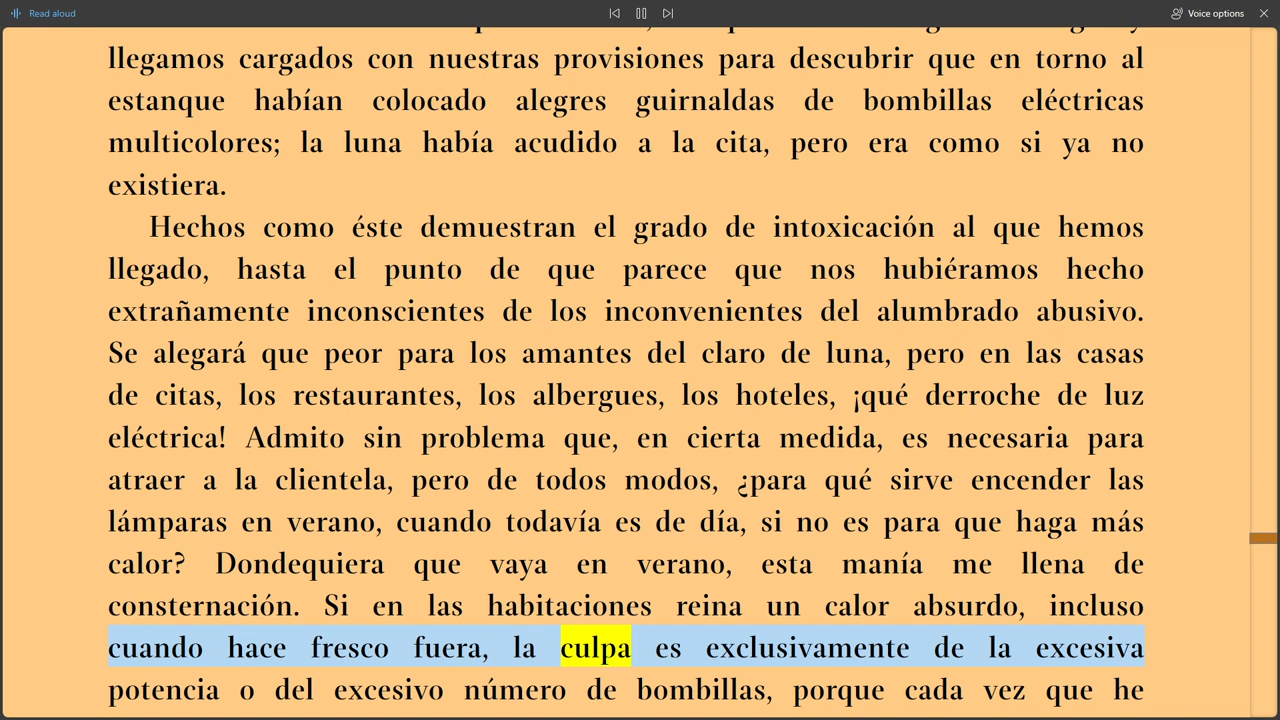 Read aloud
Voice options
llegamos cargados con nuestras provisiones para descubrir que en torno al
estanque habían colocado alegres guirnaldas de bombillas eléctricas
multicolores; la luna había acudido a la cita, pero era como si ya no
existiera.
Hechos como éste demuestran el grado de intoxicación al que hemos
llegado, hasta el punto de que parece que nos hubiéramos hecho
extrañamente inconscientes de los inconvenientes del alumbrado abusivo.
Se alegará que peor para los amantes del claro de luna, pero en las casas
de citas, los restaurantes, los albergues, los hoteles, ¡qué derroche de luz
eléctrica! Admito sin problema que, en cierta medida, es necesaria para
atraer a la clientela, pero de todos modos, ¿para qué sirve encender las
lámparas en verano, cuando todavía es de día, si no es para que haga más
calor? Dondequiera que vaya en verano, esta manía me llena de
consternación. Si en las habitaciones reina un calor absurdo, incluso
cuando hace fresco fuera, la culpa es exclusivamente de la excesiva
potencia o del excesivo número de bombillas, porque cada vez que he